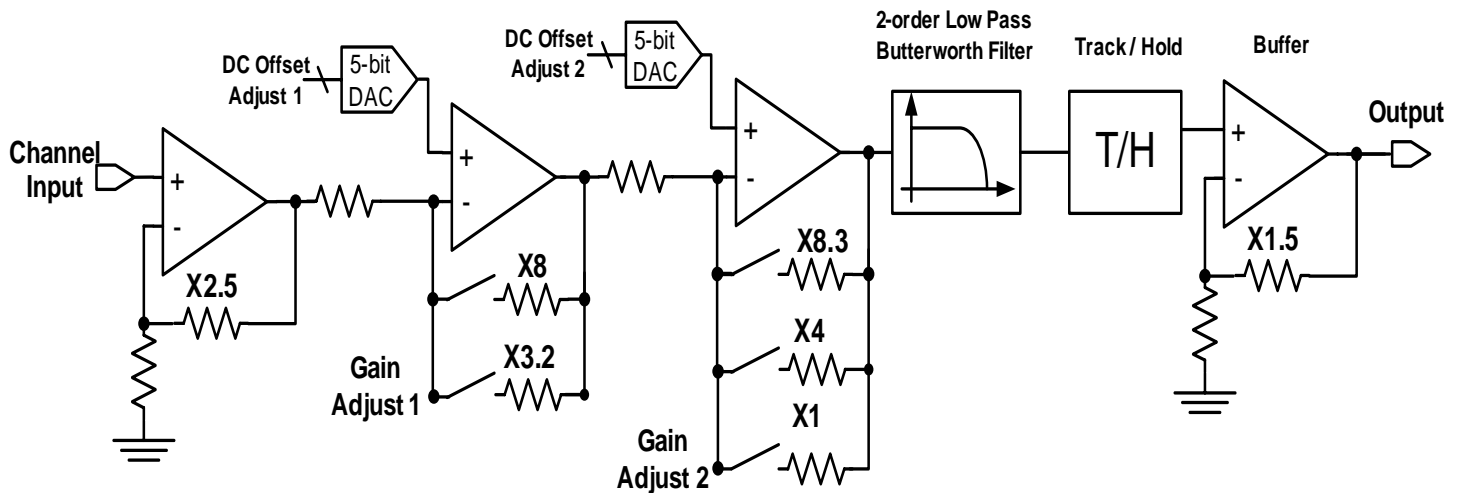 DC Offset
Adjust 1
5-bit
DAC
DC Offset
Adjust 2
5-bit
DAC
2-order Low Pass
Butterworth Filter
Track / Hold
Buffer
Channel
Input
+
-
X2.5
+
-
X8
X3.2
Gain
Adjust 1
+
-
X8.3
X4
X1
Gain
Adjust 2
T/H
+
-
X1.5
Output